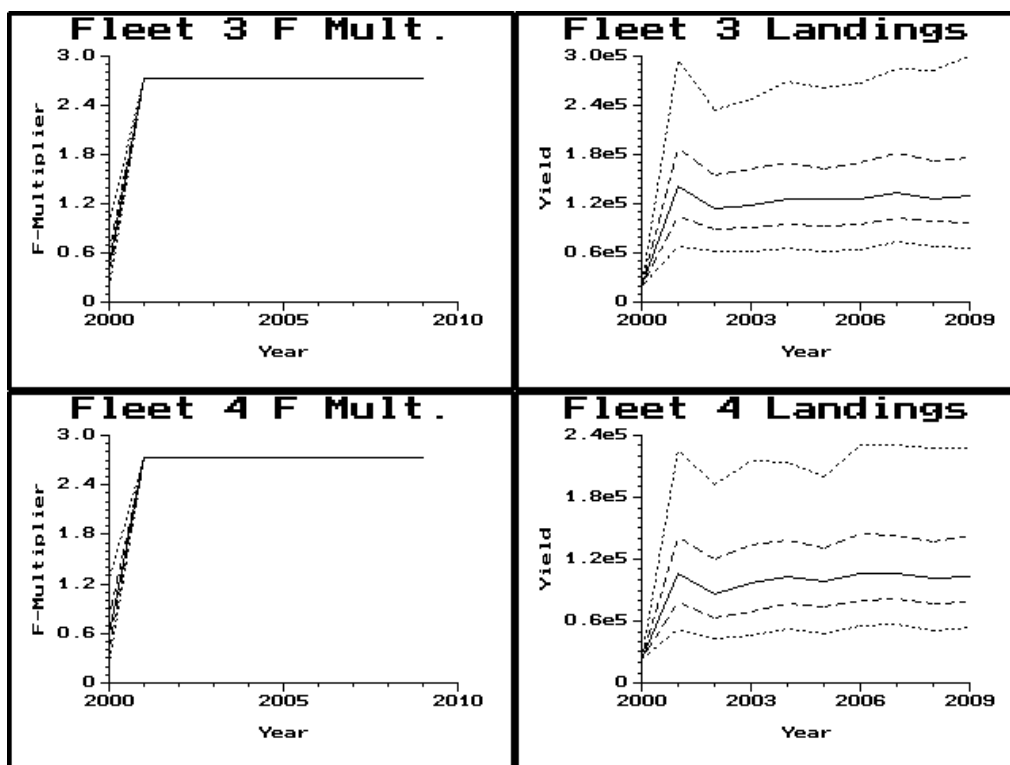 Fleet 3 F Mult.
3.0
2.4
1.8
1.2
0.6
0
F-Multiplier
2000 2005 2010
Year
Fleet 3 Landings
3.0e5
2.4e5
1.8e5
1.2e5
0.6e5
0
Yield
2000 2003 2006 2009
Year
Fleet 4 F Mult.
3.0
2.4
1.8
1.2
0.6
0
F-Multiplier
2000 2005 2010
Year
Fleet 4 Landings
2.4e5
1.8e5
1.2e5
0.6e5
0
Yield
2000 2003 2006 2009
Year